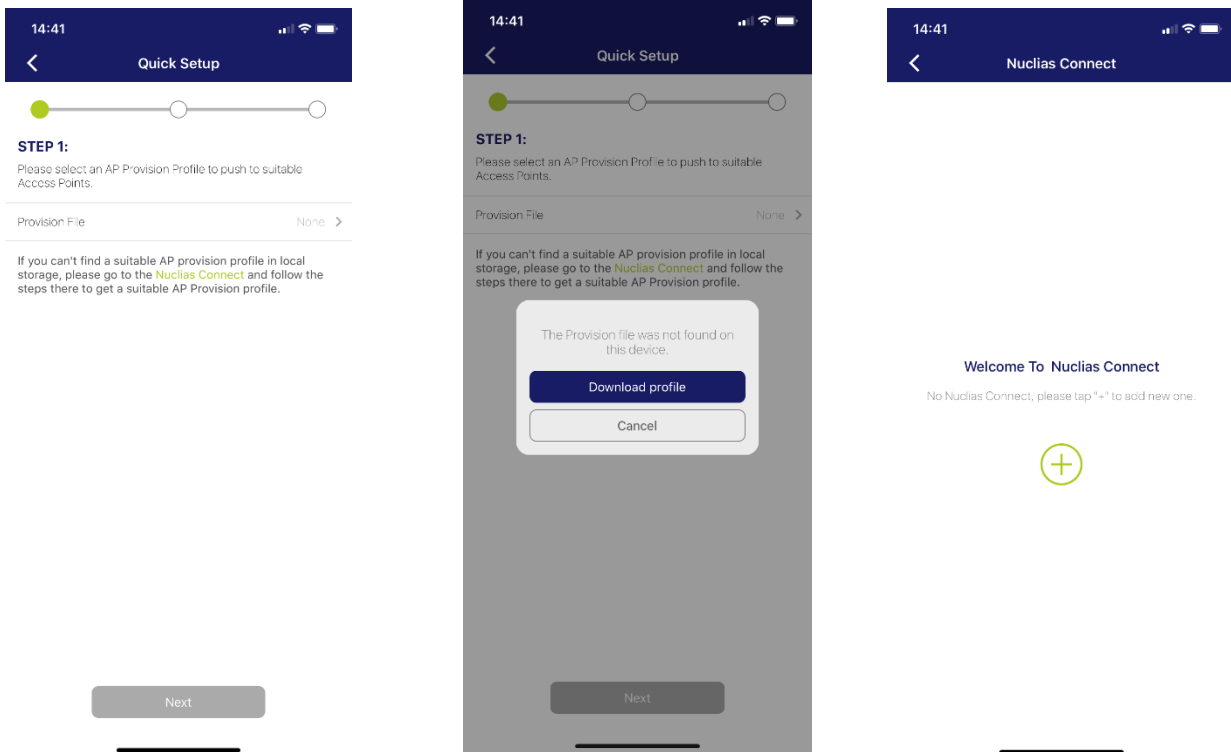 14:41
Quick Setup
STEP 1:
Please select an AP Provision Profile to push to suitable
Access Points.
Provision File None
If you can't find a suitable AP provision profile in local
storage, please go to the Nuclias Connect and follow the
steps there to get a suitable AP Provision profile.
Next
14:41
Quick Setup
STEP 1:
Please select an AP Provision Profile to push to suitable
Access Points.
Provision File None
If you can't find a suitable AP provision profile in local
storage, please go to the Nuclias Connect and follow the
steps there to get a suitable AP Provision profile.
The Provision file was not found on
this device.
Download profile
Cancel
Next
14:41
Nuclias Connect
Welcome To Nuclias Connect
No Nuclias Connect, please tap "+" to add new one.